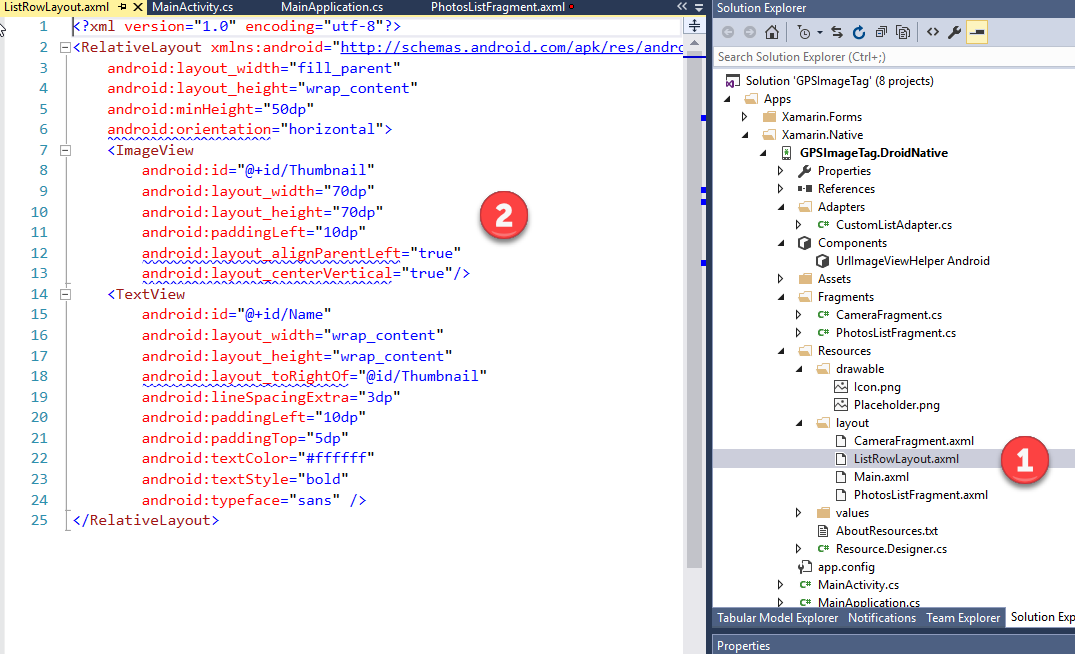 ListRowLayout.axml
MainActivity.cs
MainApplication.cs
PhotosListFragment.axml
1 <?xml version="1.0" encoding="utf-8"?>
2 <RelativeLayout xmlns:android="http://schemas.android.com/apk/res/andro
3 android:layout_width="fill_parent"
4 android:layout_height="wrap_content"
5 android:minHeight="50dp"
6 android:orientation="horizontal">
7 <ImageView
8 android:id="@+id/Thumbnail"
9 android:layout_width="70dp"
10 android:layout_height="70dp"
11 android:paddingLeft="10dp"
12 android:layout_alignParentLeft="true"
13 android:layout_centerVertical="true"/>
14 <TextView
15 android:id="@+id/Name"
16 android:layout_width="wrap_content"
17 android:layout_height="wrap_content"
18 android:layout_toRightOf="@id/Thumbnail"
19 android:lineSpacingExtra="3dp"
20 android:paddingLeft="10dp"
21 android:paddingTop="5dp"
22 android:textColor="#ffffff"
23 android:textStyle="bold"
24 android:typeface="sans" />
25 </RelativeLayout>
2
Solution Explorer
Search Solution Explorer (Ctrl+;)
Solution 'GPSImageTag' (8 projects)
Apps
Xamarin.Forms
Xamarin.Native
GPSImageTag.DroidNative
Properties
References
Adapters
C# CustomListAdapter.cs
Components
UrlImageViewHelper Android
Assets
Fragments
C# CameraFragment.cs
C# PhotosListFragment.cs
Resources
drawable
Icon.png
Placeholder.png
layout
CameraFragment.axml
ListRowLayout.axml
1
Main.axml
PhotosListFragment.axml
values
AboutResources.txt
C# Resource.Designer.cs
app.config
C# MainActivity.cs
C# MainApplication.cs
Tabular Model Explorer Notifications Team Explorer Solution Exp
Properties